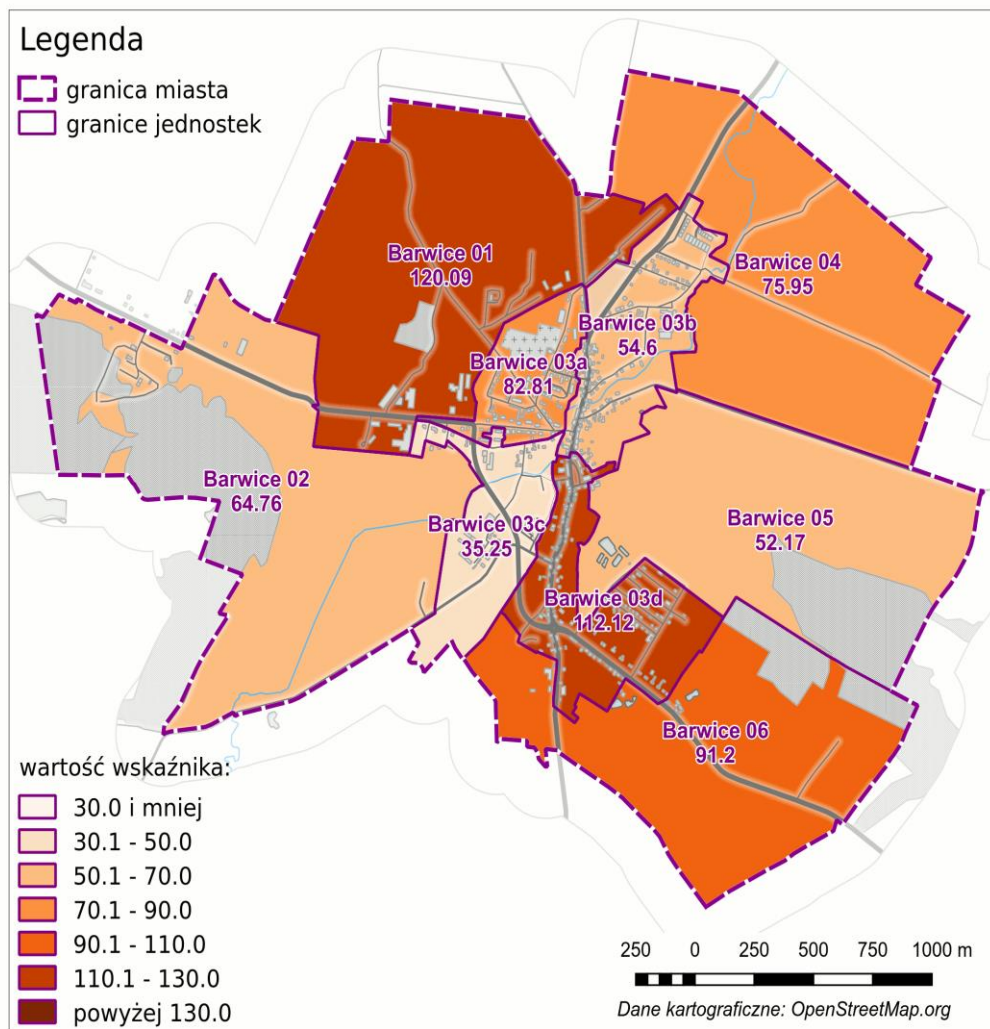 Legenda
granica miasta
granice jednostek
Barwice 01
120.09
Barwice 04
75.95
Barwice 03b
54.6
Barwice 03a
82.81
Barwice 02
64.76
Barwice 03c
35.25
Barwice 05
52.17
Barwice 03d
112.12
Barwice 06
91.2
wartość wskaźnika:
30.0 i mniej
30.1 - 50.0
50.1 - 70.0
70.1 - 90.0
90.1 - 110.0
110.1 - 130.0
powyżej 130.0
250 0 250 500 750 1000 m
Dane kartograficzne: OpenStreetMap.org